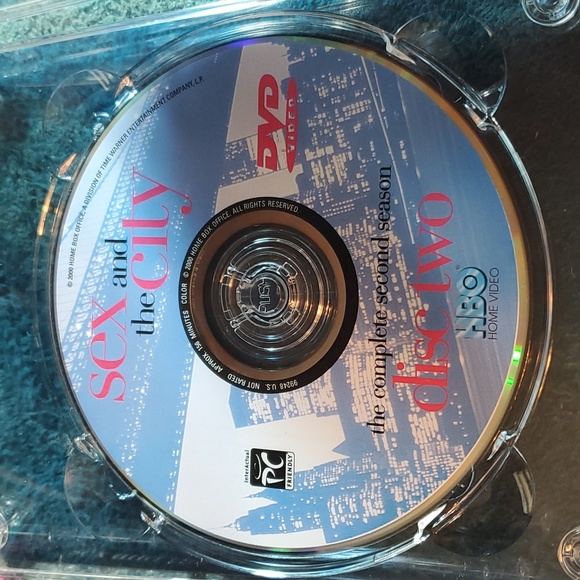 sex and
the city
© 2000 HOME BOX OFFICE, A DIVISION OF TIME WARNER ENTERTAINMENT COMPANY, L.P.
DVD
VIDEO
99248 U.S. NOT RATED APPROX 150 MINUTES COLOR © 2000 HOME BOX OFFICE. ALL RIGHTS RESERVED.
PUSH
InterActual
PC
FRIENDLY
the complete second season
disc two
HBO®
HOME VIDEO